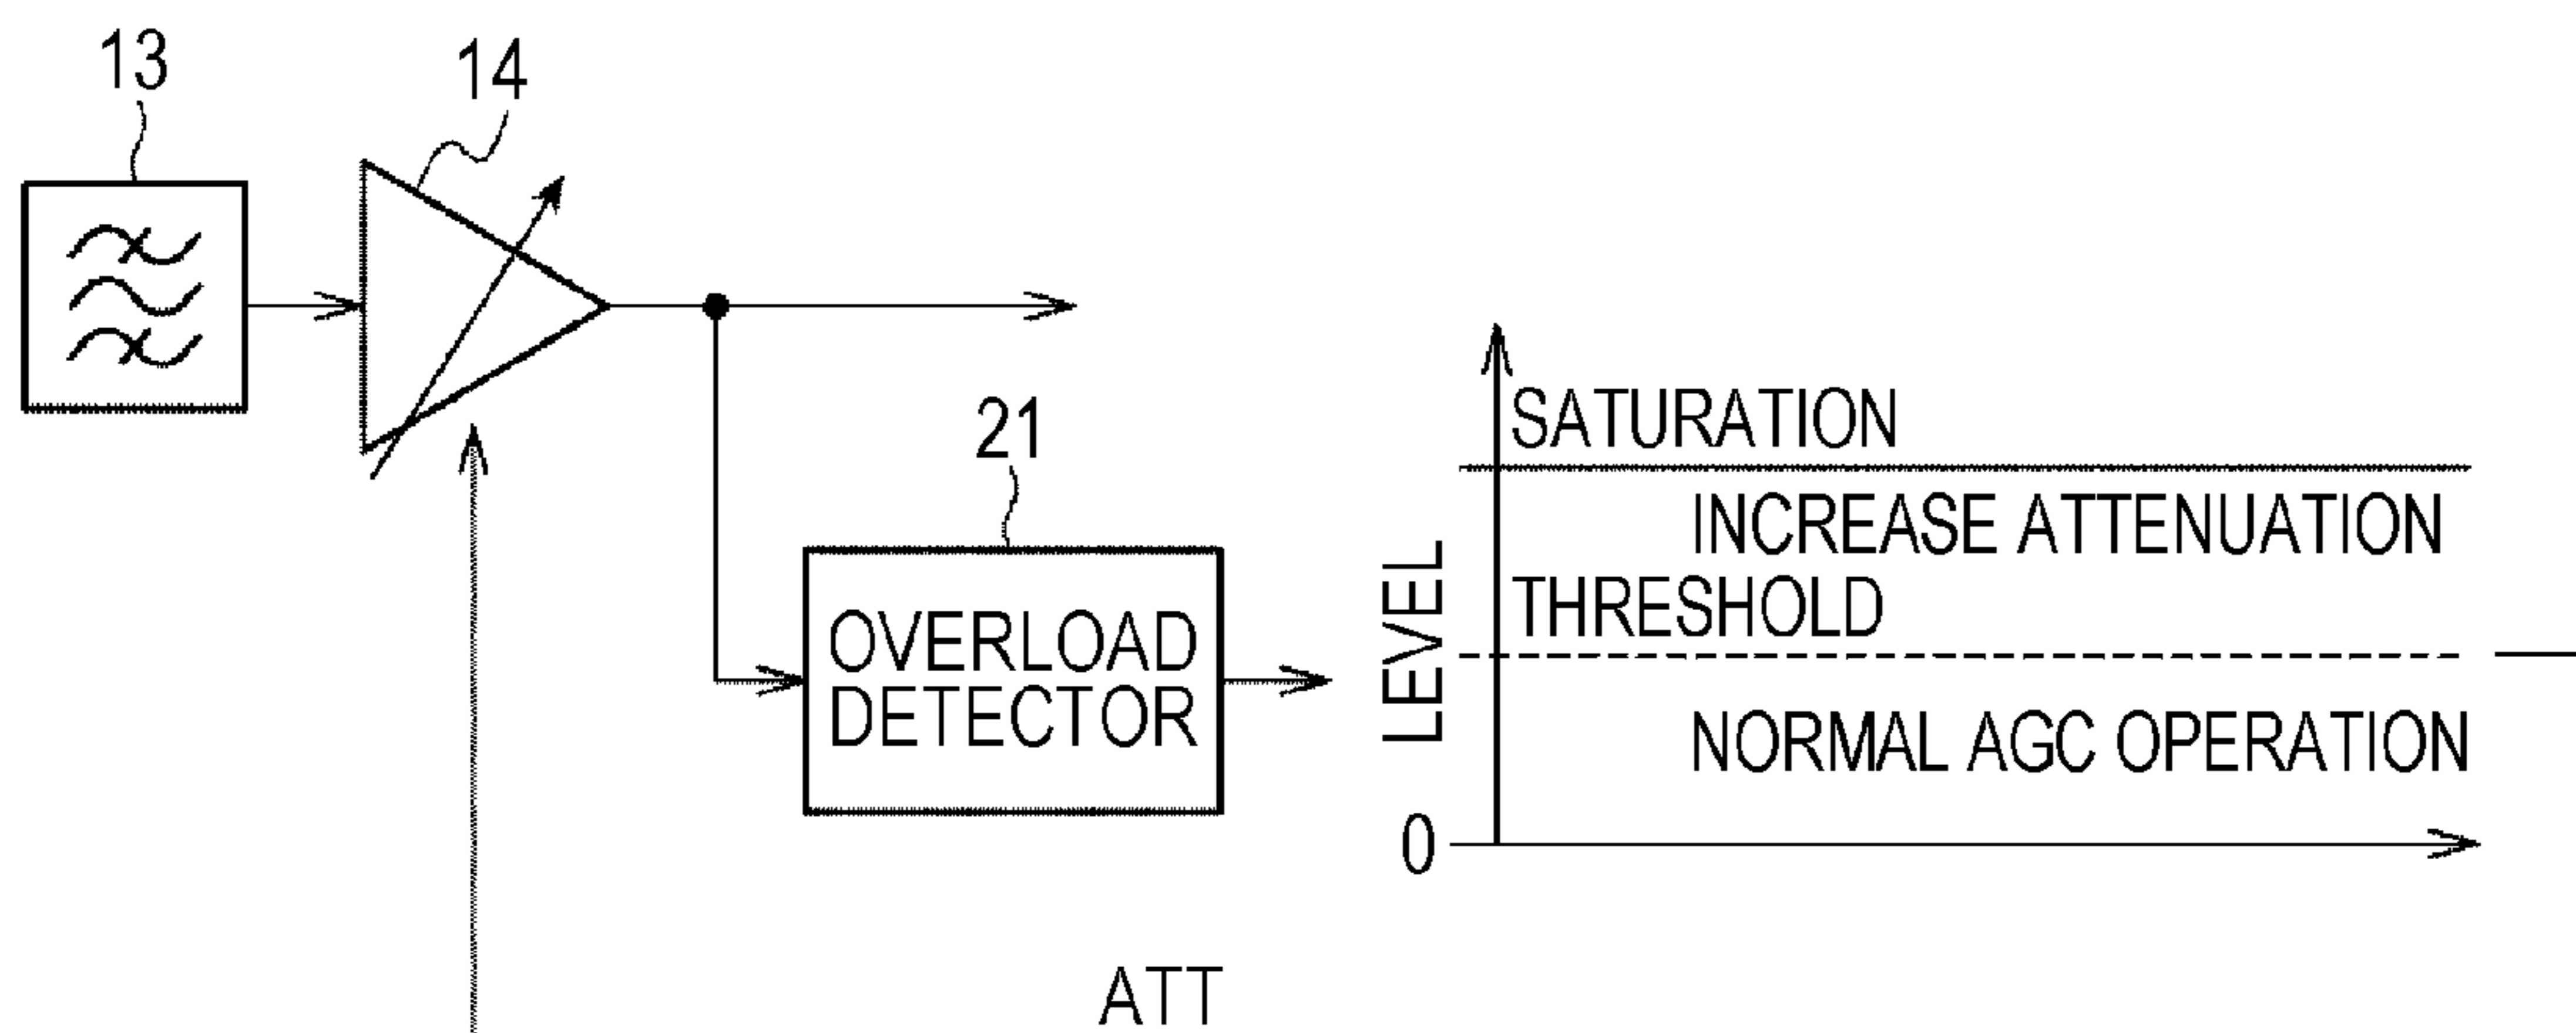 13
14
21
OVERLOAD
DETECTOR
LEVEL
SATURATION
INCREASE ATTENUATION
THRESHOLD
NORMAL AGC OPERATION
0
ATT